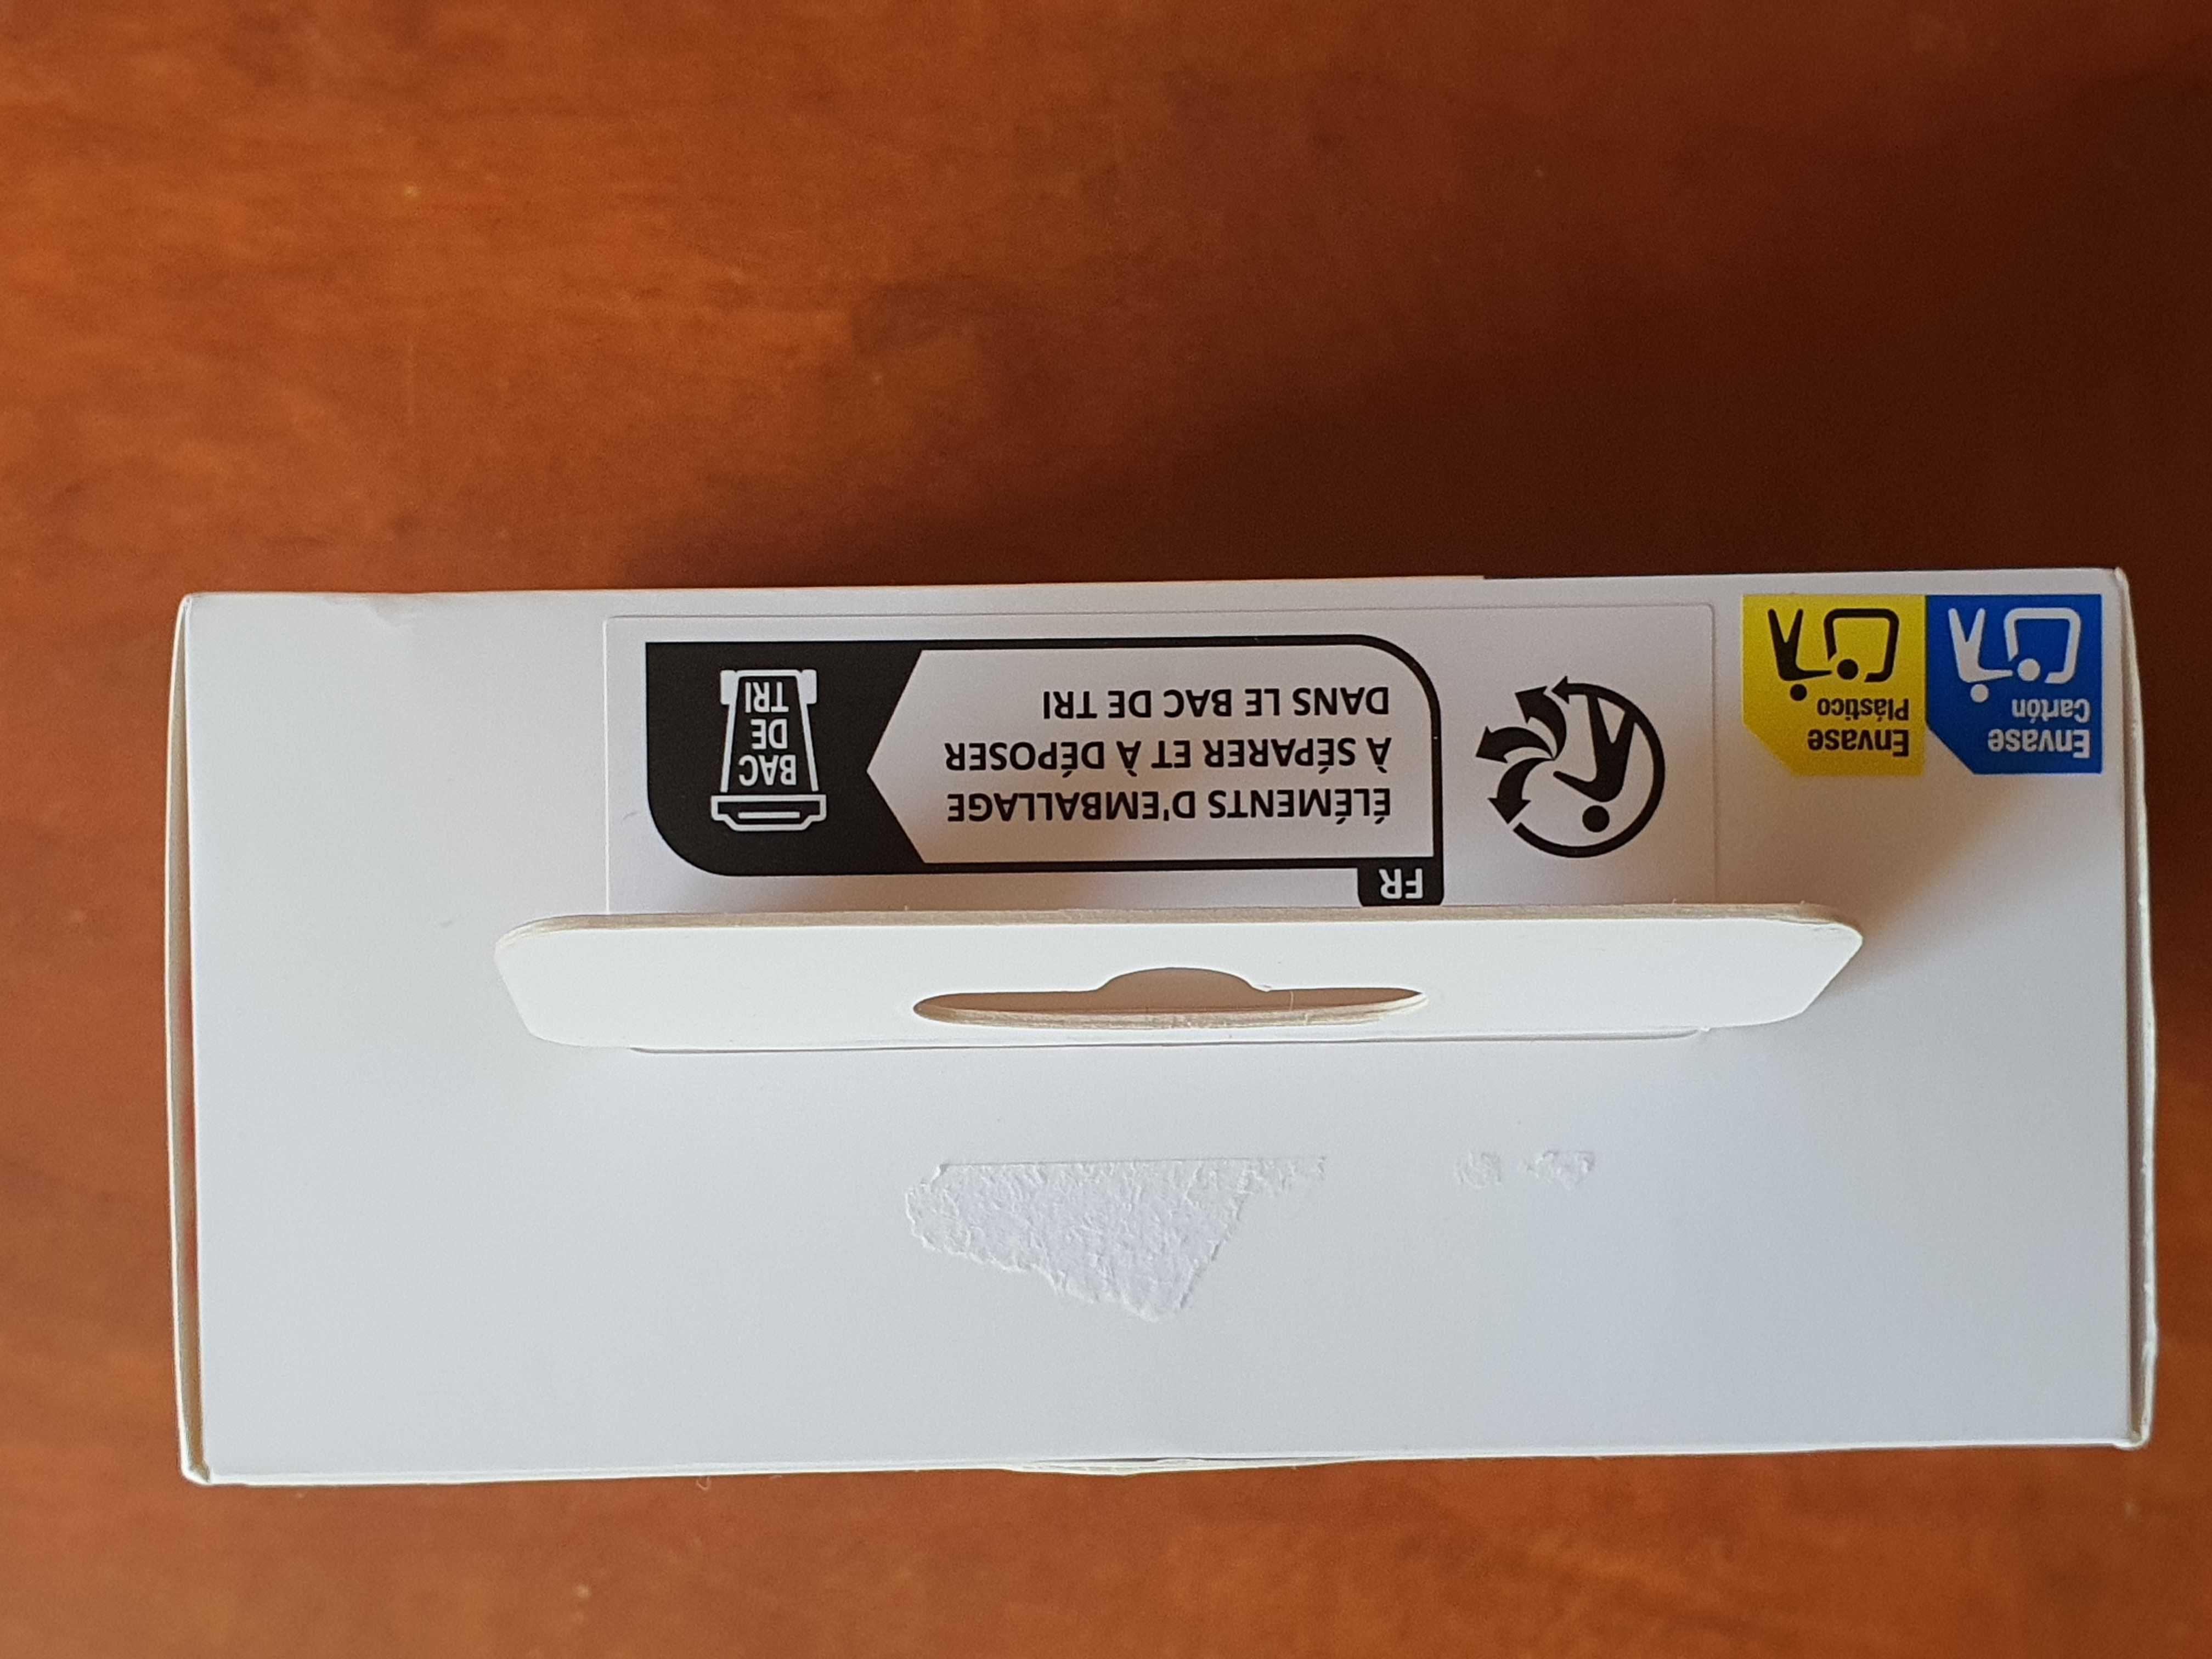 Envase
Cartón
Envase
Plástico
FR
ÉLÉMENTS D'EMBALLAGE
À SÉPARER ET À DÉPOSER
DANS LE BAC DE TRI
BAC
DE
TRI